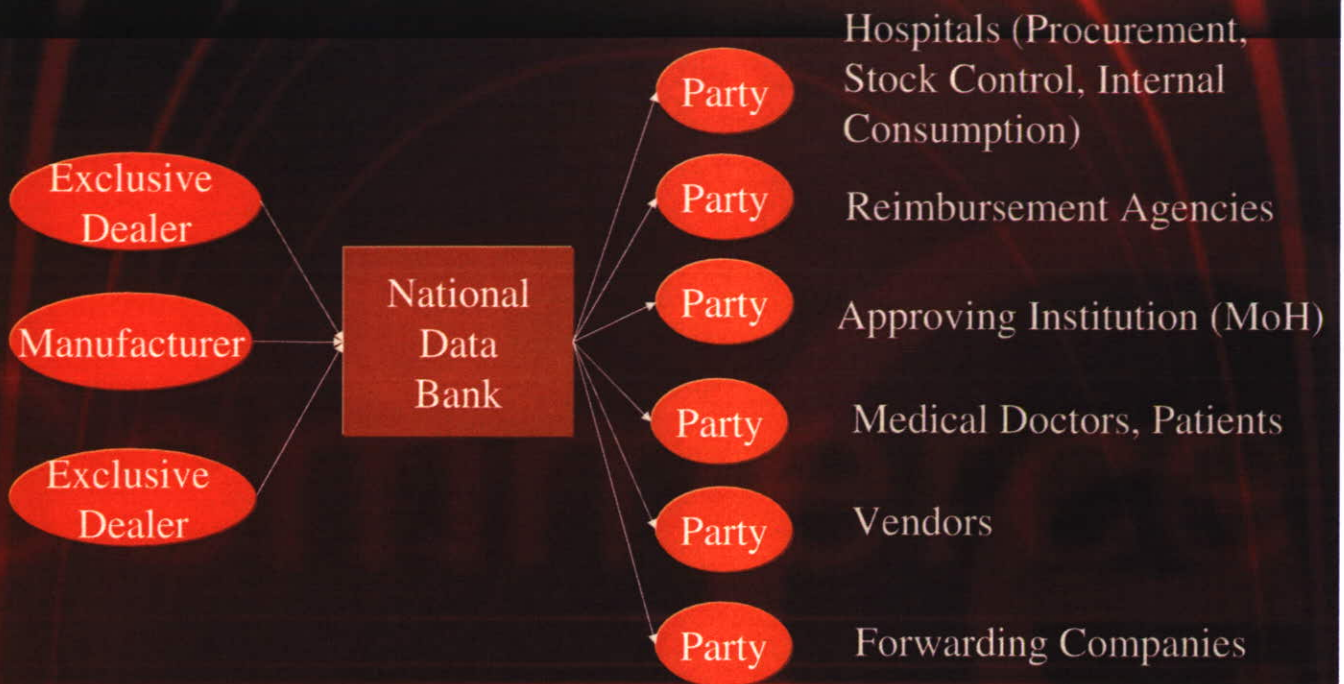 Exclusive
Dealer
Manufacturer
Exclusive
Dealer
National
Data
Bank
Party
Hospitals (Procurement,
Stock Control, Internal
Consumption)
Party
Reimbursement Agencies
Party
Approving Institution (MoH)
Party
Medical Doctors, Patients
Party
Vendors
Party
Forwarding Companies